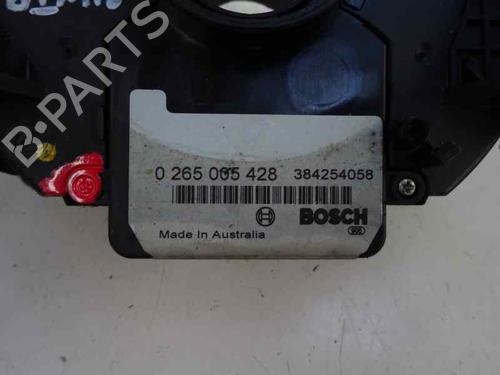 B-PARTS
0 265 005 428 384254058
BOSCH
Made In Australia